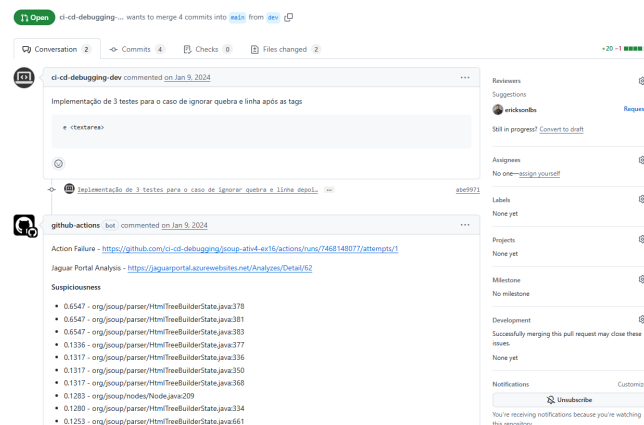 Open ci-cd-debugging-... wants to merge 4 commits into main from dev
Conversation 2 Commits 4 Checks 0 Files changed 2 +20 −1
ci-cd-debugging-dev commented on Jan 9, 2024 ...
Implementação de 3 testes para o caso de ignorar quebra e linha após as tags
e <textarea>
Implementação de 3 testes para o caso de ignorar quebra e linha depoi… ... abe9971
github-actions bot commented on Jan 9, 2024 ...
Action Failure - https://github.com/ci-cd-debugging/jsoup-ativ4-ex16/actions/runs/7468148077/attempts/1
Jaguar Portal Analysis - https://jaguarportal.azurewebsites.net/Analyzes/Detail/62
Suspiciousness
0.6547 - org/jsoup/parser/HtmlTreeBuilderState.java:378
0.6547 - org/jsoup/parser/HtmlTreeBuilderState.java:381
0.6547 - org/jsoup/parser/HtmlTreeBuilderState.java:383
0.1336 - org/jsoup/parser/HtmlTreeBuilderState.java:377
0.1317 - org/jsoup/parser/HtmlTreeBuilderState.java:336
0.1317 - org/jsoup/parser/HtmlTreeBuilderState.java:350
0.1317 - org/jsoup/parser/HtmlTreeBuilderState.java:368
0.1283 - org/jsoup/nodes/Node.java:209
0.1280 - org/jsoup/parser/HtmlTreeBuilderState.java:334
0.1253 - org/jsoup/parser/HtmlTreeBuilderState.java:661
Reviewers
Suggestions
ericksonlbs Reques
Still in progress? Convert to draft
Assignees
No one—assign yourself
Labels
None yet
Projects
None yet
Milestone
No milestone
Development
Successfully merging this pull request may close these
issues.
None yet
Notifications Customiz
Unsubscribe
You're receiving notifications because you're watching
this repository.